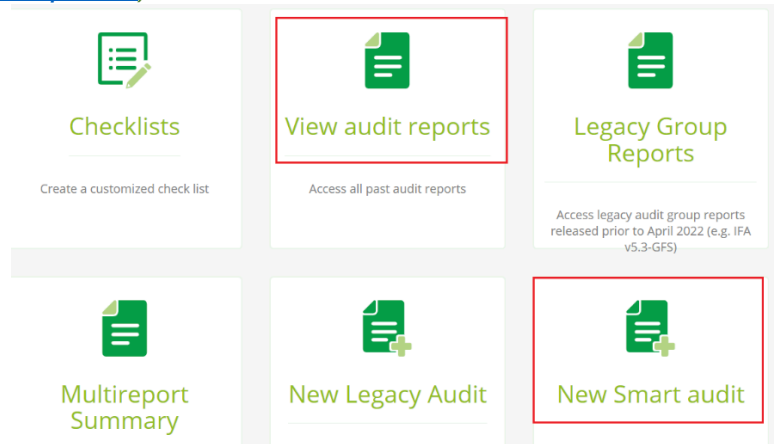 Checklists
Create a customized check list
View audit reports
Access all past audit reports
Legacy Group
Reports
Access legacy audit group reports
released prior to April 2022 (e.g. IFA
v5.3-GFS)
Multireport
Summary
New Legacy Audit
New Smart audit